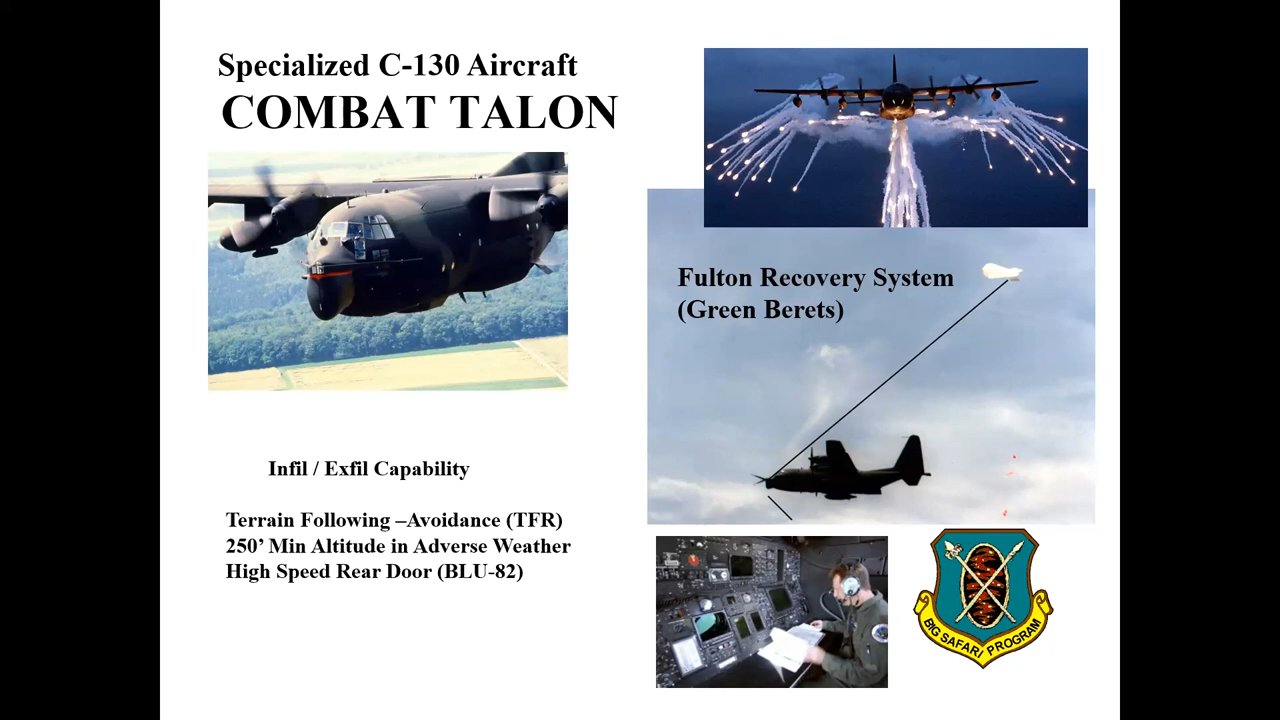 Specialized C-130 Aircraft
COMBAT TALON
Fulton Recovery System
(Green Berets)
Infil / Exfil Capability
Terrain Following –Avoidance (TFR)
250’ Min Altitude in Adverse Weather
High Speed Rear Door (BLU-82)
BIG SAFARI PROGRAM